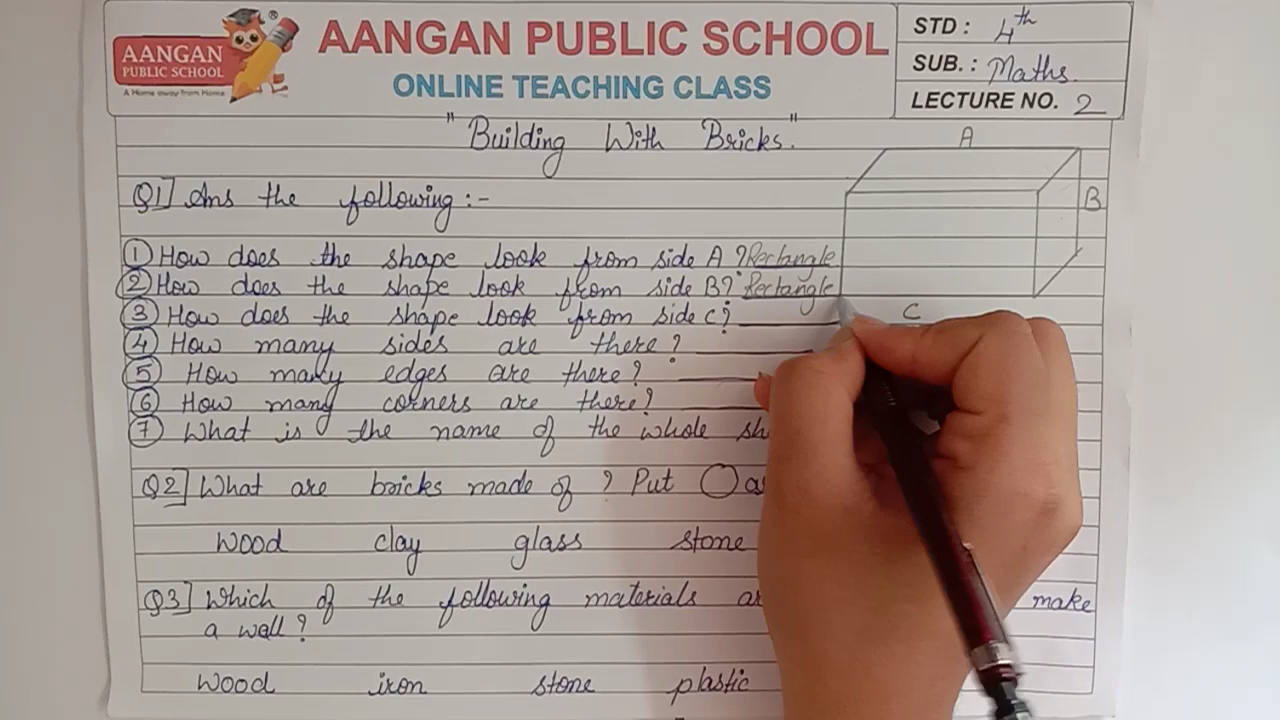 AANGAN
PUBLIC SCHOOL
A Home away from Home
AANGAN PUBLIC SCHOOL
ONLINE TEACHING CLASS
STD : 4th
SUB. : Maths.
LECTURE NO. 2
"Building With Bricks."
A
B
C
Q1] Ans the following :-
① How does the shape look from side A ? Rectangle
② How does the shape look from side B? Rectangle
③ How does the shape look from side C?
④ How many sides are there?
⑤ How many edges are there?
⑥ How many corners are there?
⑦ What is the name of the whole
Q2] What are bricks made of ? Put
wood clay glass stone
Q3] Which of the following materials make
a wall?
wood iron stone plastic